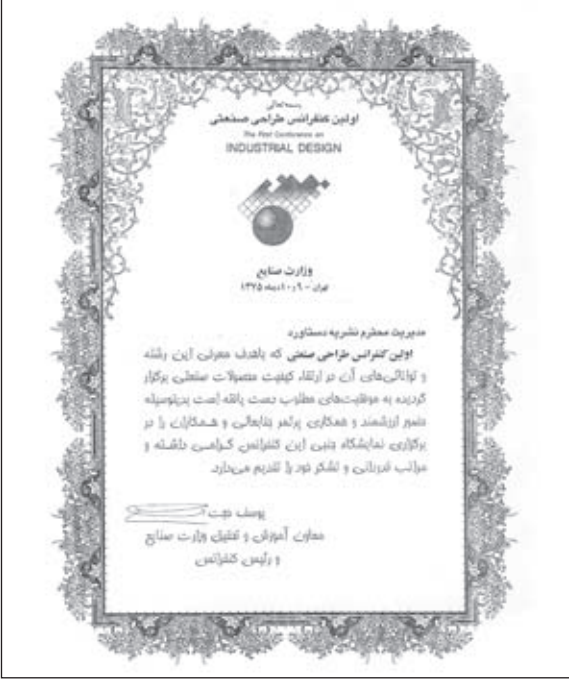 بسمه تعالی
اولین کنفرانس طراحی صنعتی
The First Conference on
INDUSTRIAL DESIGN
وزارت صنایع
تهران - ۹ و ۱۰ دیماه ۱۳۷۵
مدیریت محترم نشریه دستاورد
اولین کنفرانس طراحی صنعتی که باهدف معرفی این رشته
و توانائی‌های آن در ارتقاء کیفیت محصولات صنعتی برگزار
گردیده به موفقیت‌های مطلوب دست یافته است بدینوسیله
حضور ارزشمند و همکاری پرثمر جنابعالی و همکاران را در
برگزاری نمایشگاه جنبی این کنفرانس گرامی داشته و
مراتب قدردانی و تشکر خود را تقدیم می‌دارد.
یوسف حجت
معاون آموزش و تحقیق وزارت صنایع
و رئیس کنفرانس